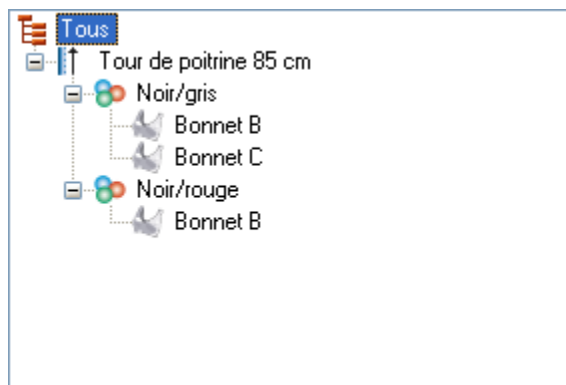 Tous
Tour de poitrine 85 cm
Noir/gris
Bonnet B
Bonnet C
Noir/rouge
Bonnet B